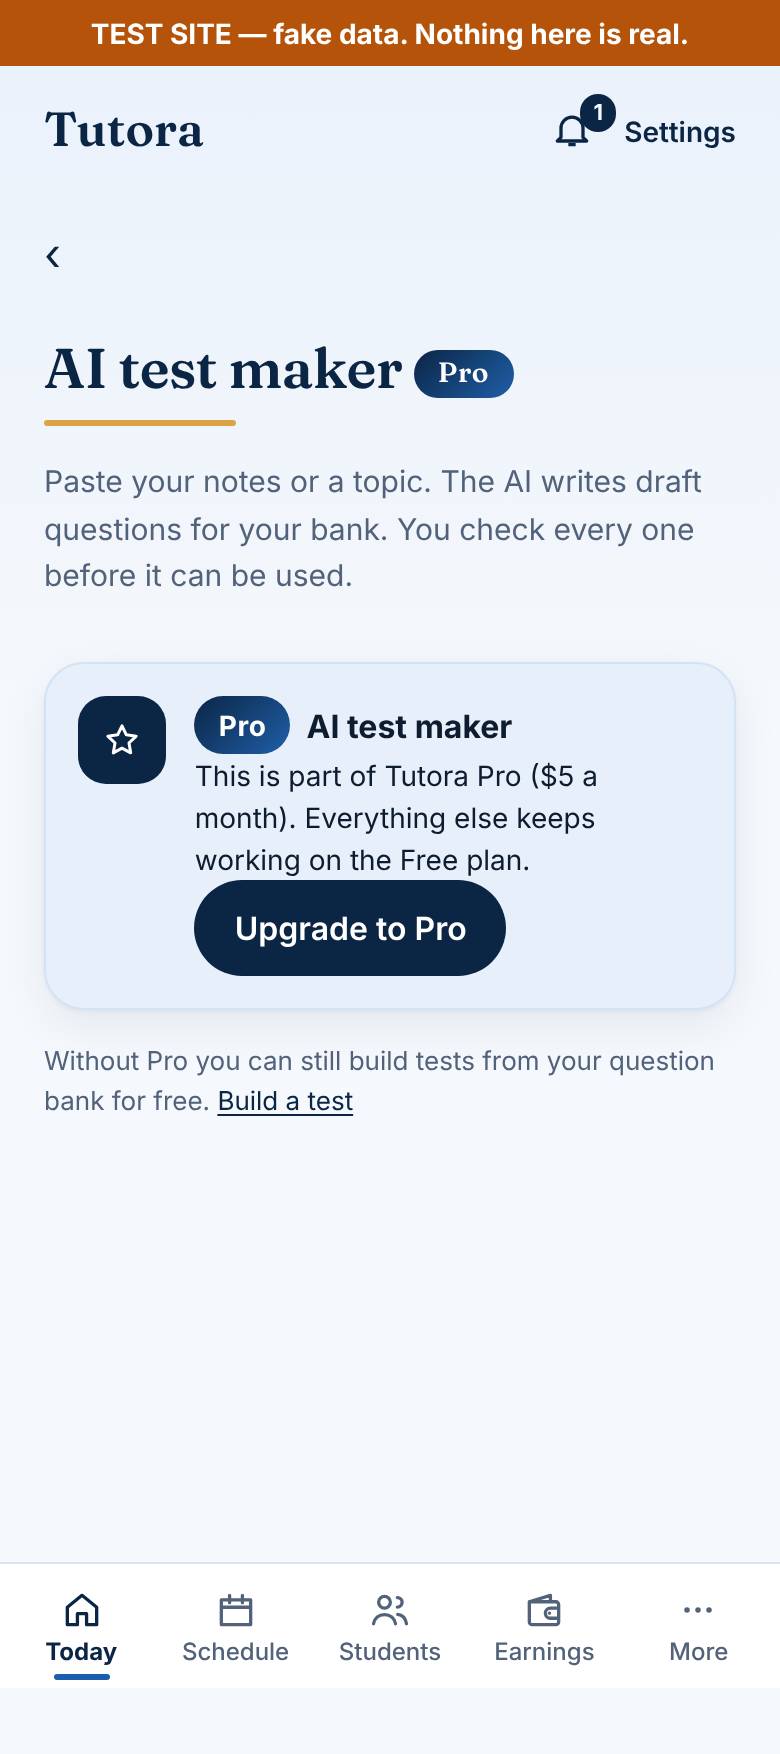 TEST SITE — fake data. Nothing here is real.
Tutora
1
Settings
AI test maker Pro
Paste your notes or a topic. The AI writes draft
questions for your bank. You check every one
before it can be used.
Pro AI test maker
This is part of Tutora Pro ($5 a
month). Everything else keeps
working on the Free plan.
Upgrade to Pro
Without Pro you can still build tests from your question
bank for free. Build a test
Today
Schedule
Students
Earnings
More